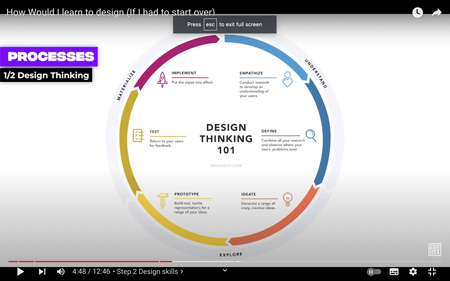 How Would I learn to design (If I had to start over)
Press esc to exit full screen
PROCESSES
1/2 Design Thinking
MATERIALIZE
UNDERSTAND
IMPLEMENT
Put the vision into effect.
EMPATHIZE
Conduct research
to develop an
understanding of
your users.
TEST
Return to your users
for feedback.
DESIGN
THINKING
101
NNGROUP.COM
DEFINE
Combine all your research
and observe where your
users' problems exist.
PROTOTYPE
Build real, tactile
representations for a
range of your ideas.
IDEATE
Generate a range of
crazy, creative ideas.
EXPLORE
4:48 / 12:46 • Step 2 Design skills >